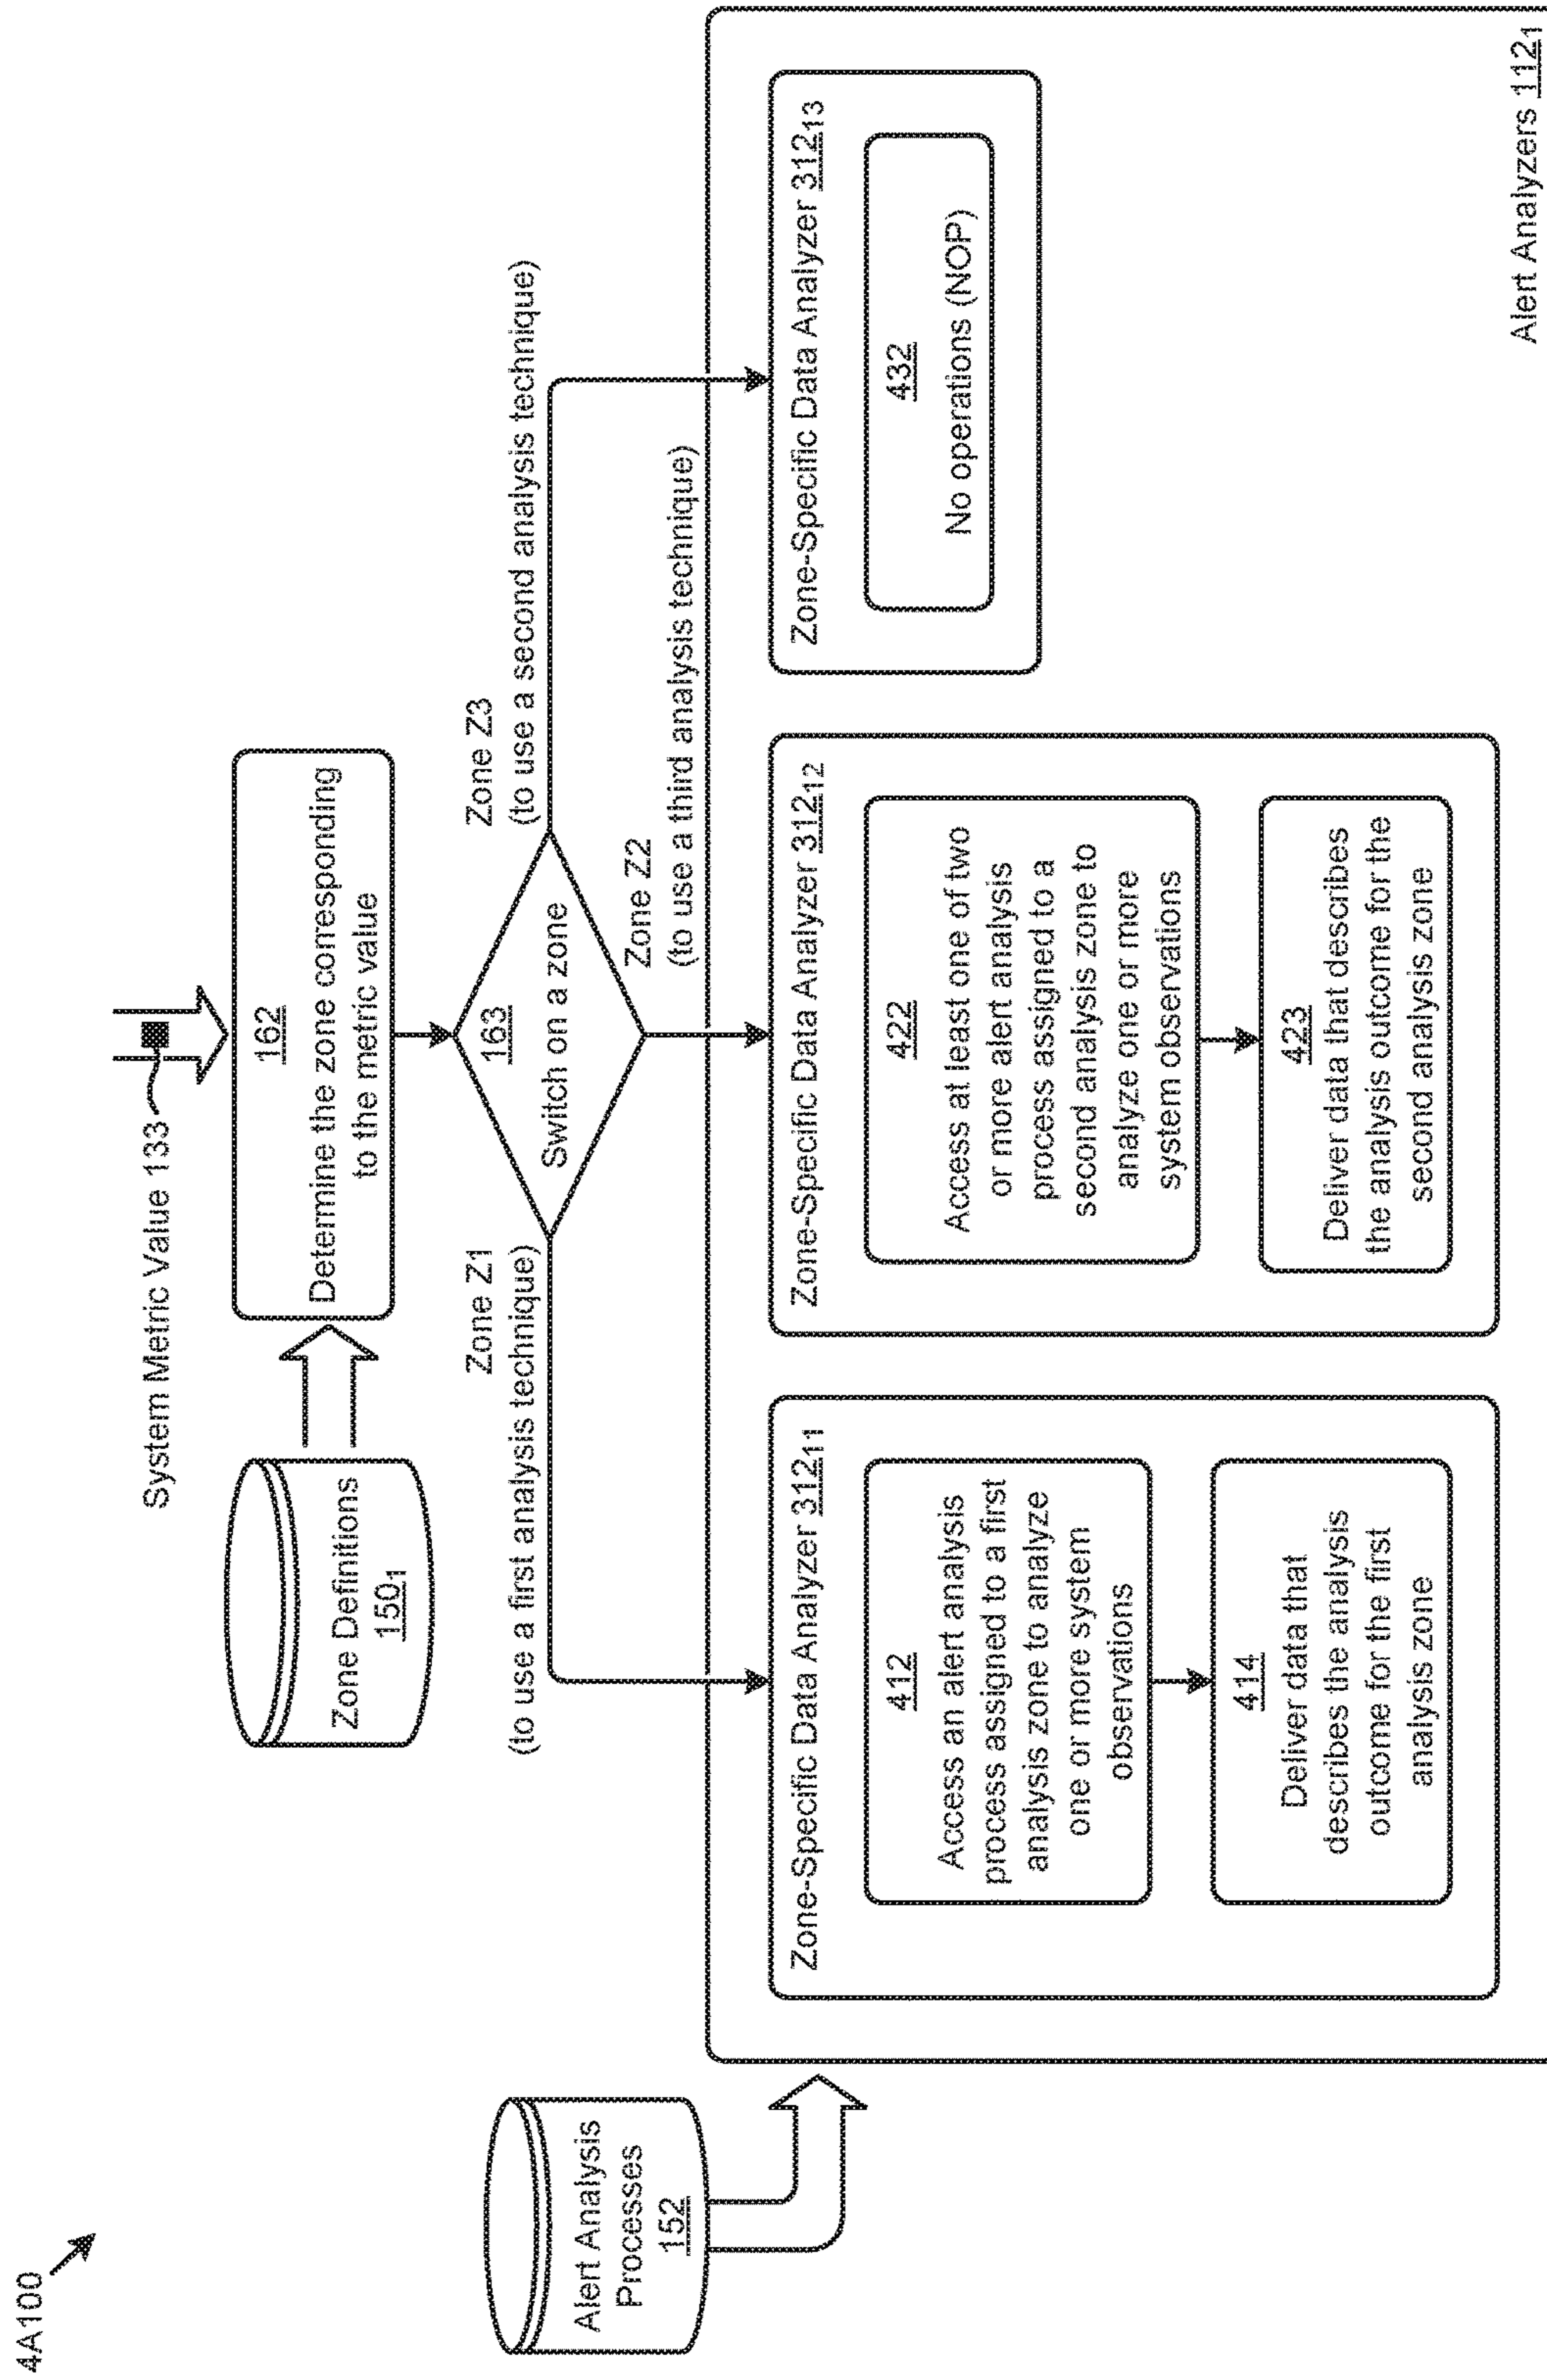 4A100
System Metric Value 133
Zone Definitions
150₁
162
Determine the zone corresponding
to the metric value
163
Switch on a zone
Zone Z1
(to use a first analysis technique)
Zone Z3
(to use a second analysis technique)
Zone Z2
(to use a third analysis technique)
Alert Analysis
Processes
152
Zone-Specific Data Analyzer 312₁₁
412
Access an alert analysis
process assigned to a first
analysis zone to analyze
one or more system
observations
414
Deliver data that
describes the analysis
outcome for the first
analysis zone
Zone-Specific Data Analyzer 312₁₂
422
Access at least one of two
or more alert analysis
process assigned to a
second analysis zone to
analyze one or more
system observations
423
Deliver data that describes
the analysis outcome for the
second analysis zone
Zone-Specific Data Analyzer 312₁₃
432
No operations (NOP)
Alert Analyzers 112₁